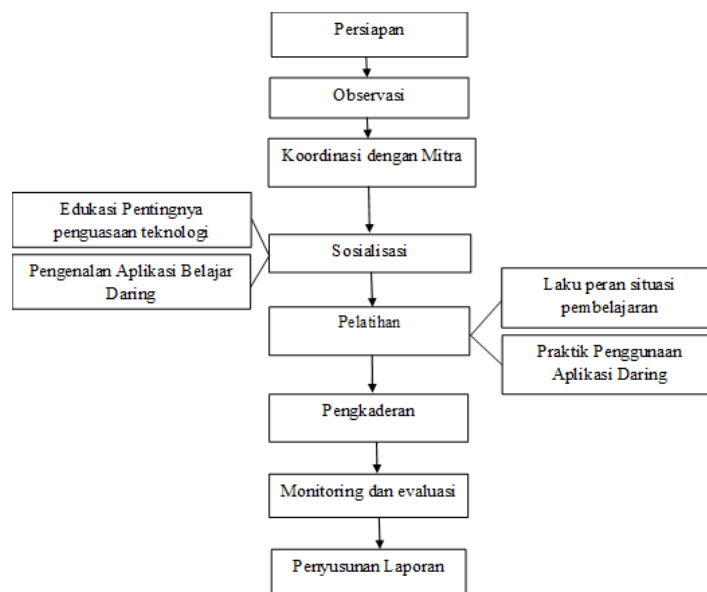 Persiapan
Observasi
Koordinasi dengan Mitra
Edukasi Pentingnya
penguasaan teknologi
Pengenalan Aplikasi Belajar
Daring
Sosialisasi
Pelatihan
Laku peran situasi
pembelajaran
Praktik Penggunaan
Aplikasi Daring
Pengkaderan
Monitoring dan evaluasi
Penyusunan Laporan